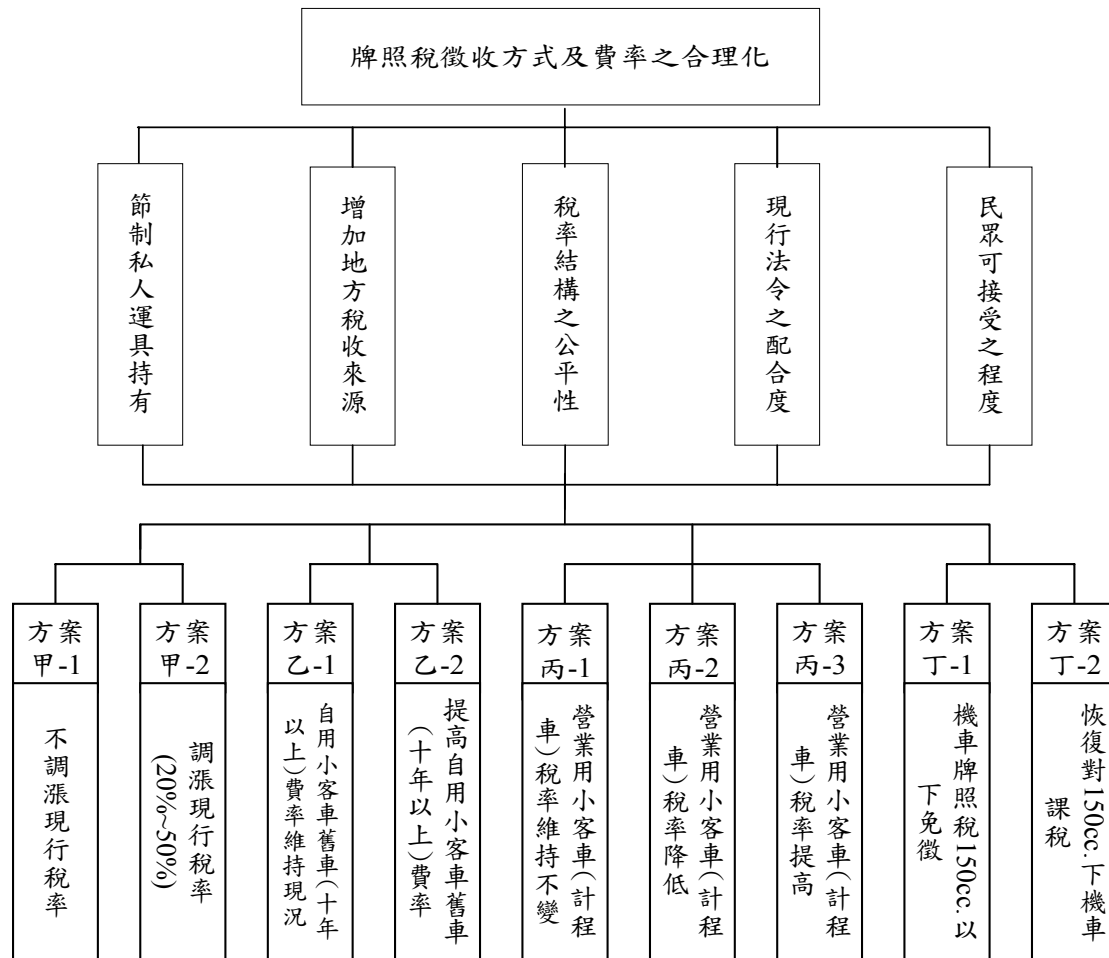 牌照稅徵收方式及費率之合理化
節制私人運具持有
增加地方稅收來源
稅率結構之公平性
現行法令之配合度
民眾可接受之程度
方案
甲-1
不調漲現行稅率
方案
甲-2
調漲現行稅率
(20%~50%)
方案
乙-1
自用小客車舊車(十年
以上)費率維持現況
方案
乙-2
提高自用小客車舊車
(十年以上)費率
方案
丙-1
營業用小客車(計程
車)稅率維持不變
方案
丙-2
營業用小客車(計程
車)稅率降低
方案
丙-3
營業用小客車(計程
車)稅率提高
方案
丁-1
機車牌照稅150cc.以
下免徵
方案
丁-2
恢復對150cc.下機車
課稅